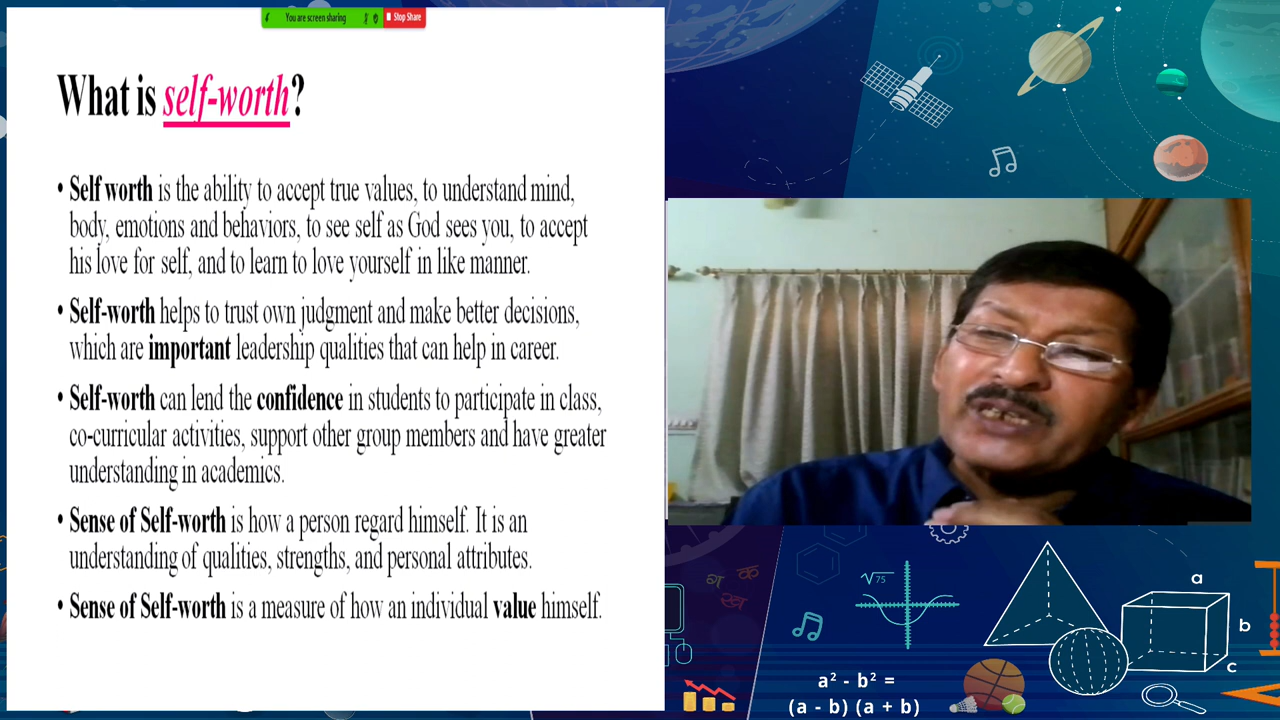 You are screen sharing
Stop Share
What is self-worth?
• Self worth is the ability to accept true values, to understand mind,
body, emotions and behaviors, to see self as God sees you, to accept
his love for self, and to learn to love yourself in like manner.
• Self-worth helps to trust own judgment and make better decisions,
which are important leadership qualities that can help in career.
• Self-worth can lend the confidence in students to participate in class,
co-curricular activities, support other group members and have greater
understanding in academics.
• Sense of Self-worth is how a person regard himself. It is an
understanding of qualities, strengths, and personal attributes.
• Sense of Self-worth is a measure of how an individual value himself.
ग क
ख
√75
a
b
c
a² - b² =
(a - b) (a + b)